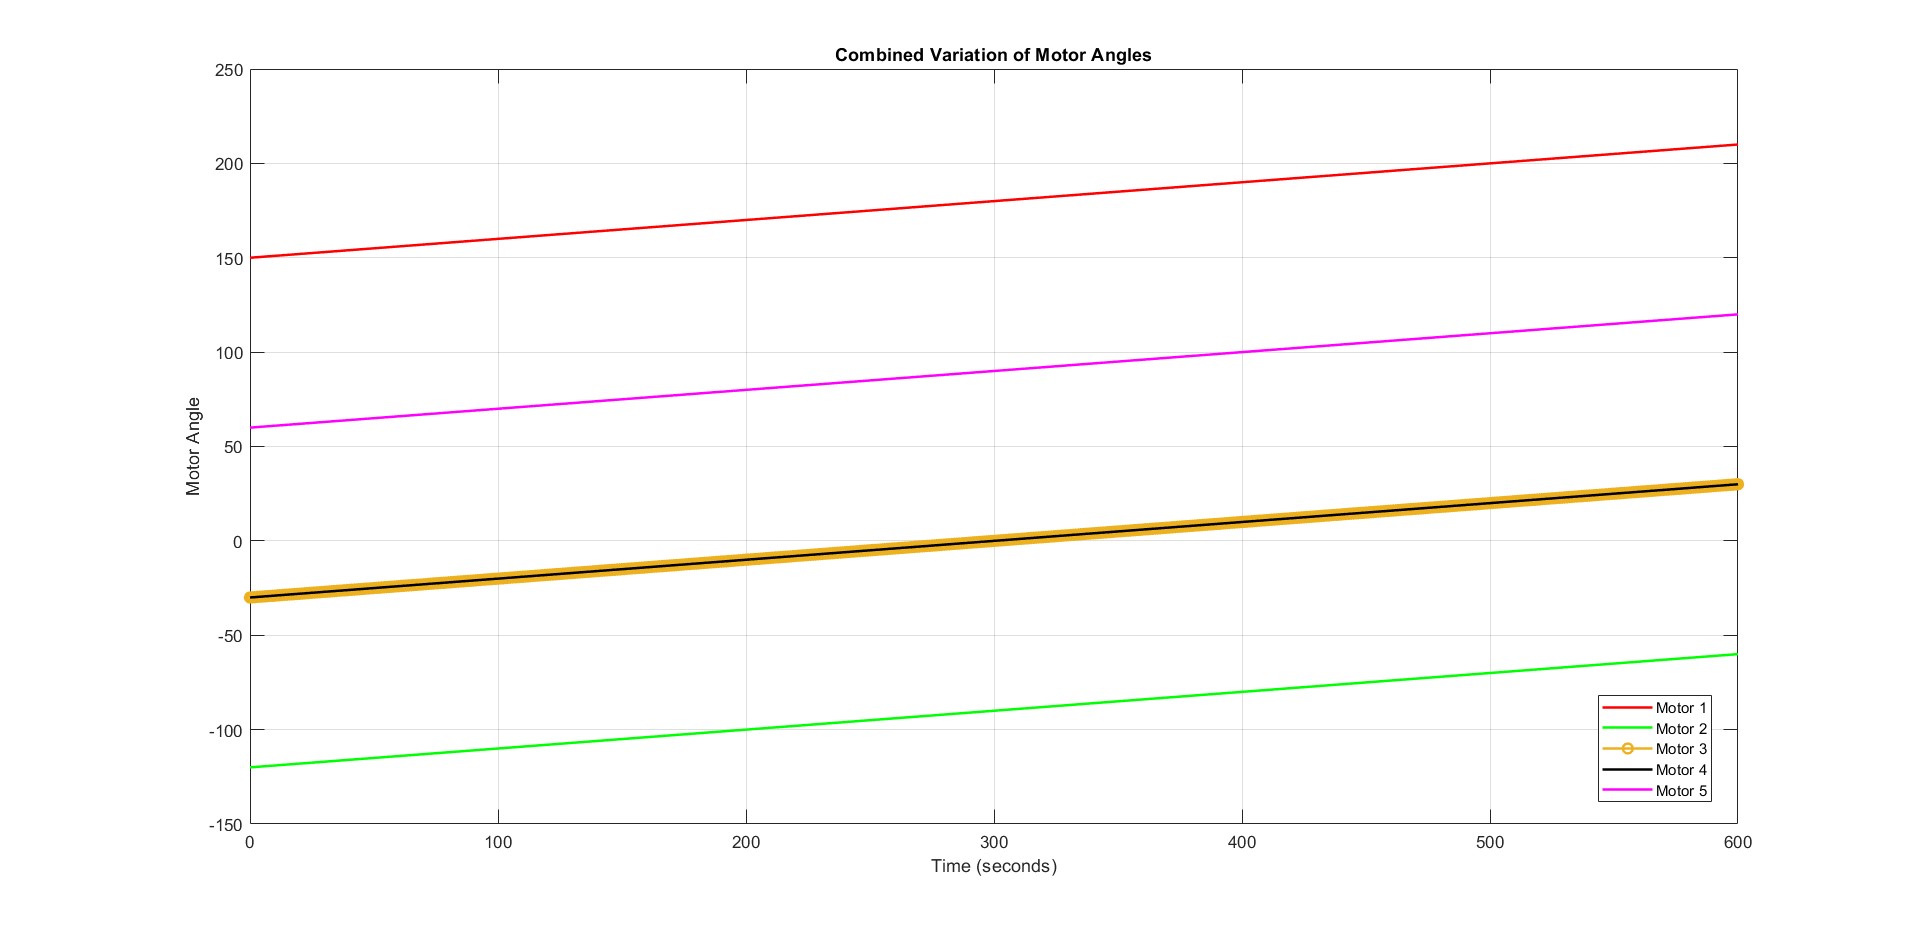 Combined Variation of Motor Angles
250
200
150
100
50
0
-50
-100
-150
Motor Angle
0 100 200 300 400 500 600
Time (seconds)
Motor 1
Motor 2
Motor 3
Motor 4
Motor 5